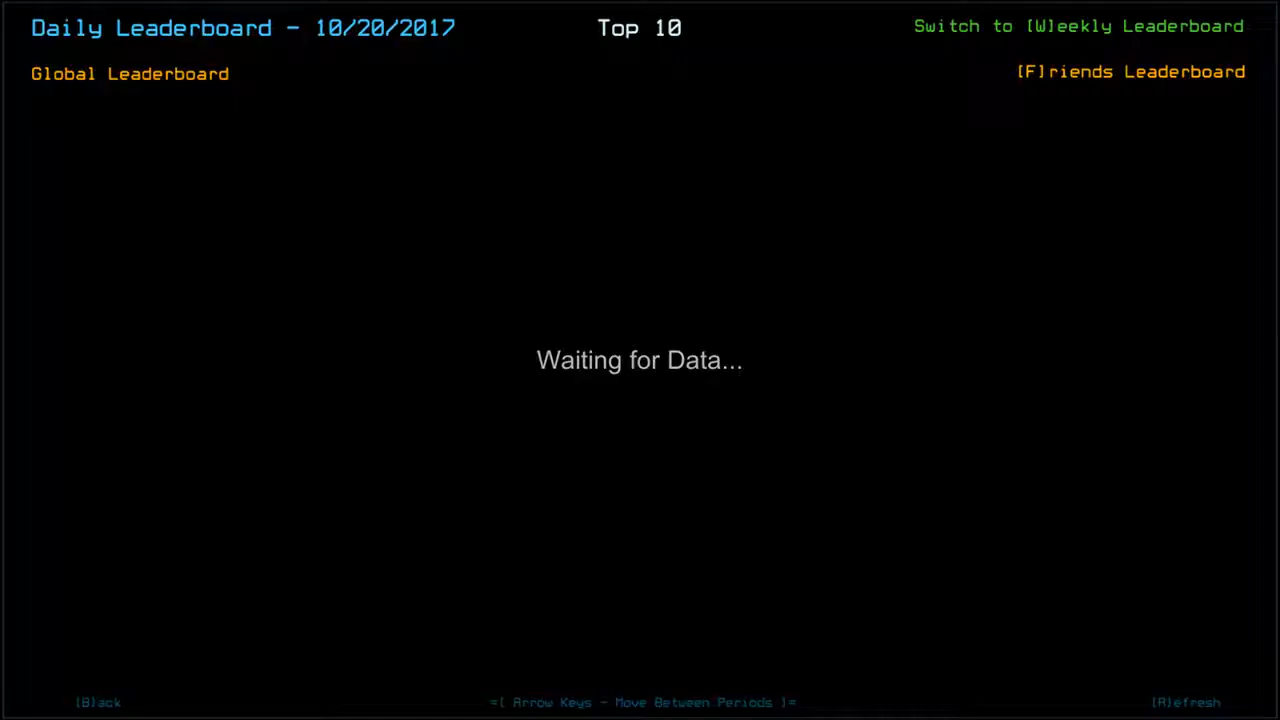 Daily Leaderboard - 10/20/2017 Top 10 Switch to [W]eekly Leaderboard
Global Leaderboard [F]riends Leaderboard
Waiting for Data...
[B]ack =[ Arrow Keys - Move Between Periods ]= [R]efresh